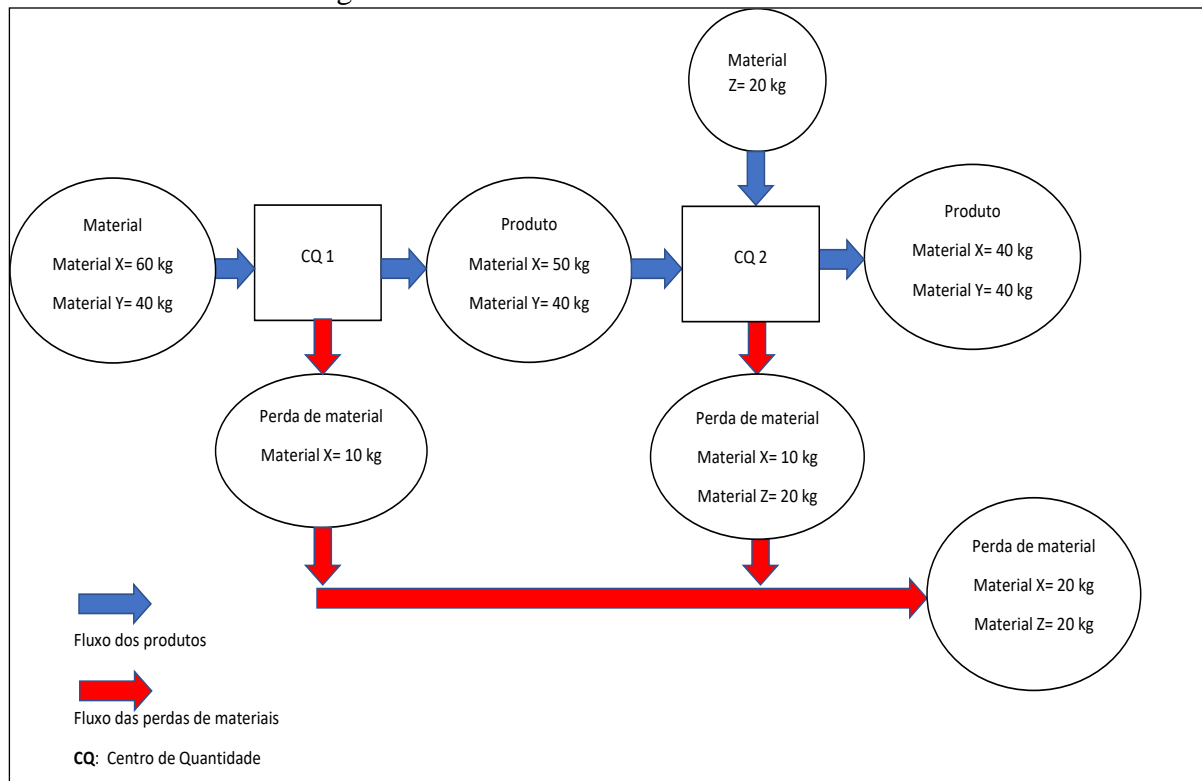 Material
Z= 20 kg
Material
Material X= 60 kg
Material Y= 40 kg
CQ 1
Produto
Material X= 50 kg
Material Y= 40 kg
CQ 2
Produto
Material X= 40 kg
Material Y= 40 kg
Perda de material
Material X= 10 kg
Perda de material
Material X= 10 kg
Material Z= 20 kg
Perda de material
Material X= 20 kg
Material Z= 20 kg
Fluxo dos produtos
Fluxo das perdas de materiais
CQ: Centro de Quantidade